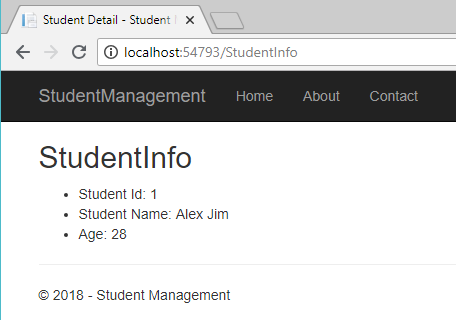 Student Detail - Student
localhost:54793/StudentInfo
StudentManagement Home About Contact
StudentInfo
Student Id: 1
Student Name: Alex Jim
Age: 28
© 2018 - Student Management